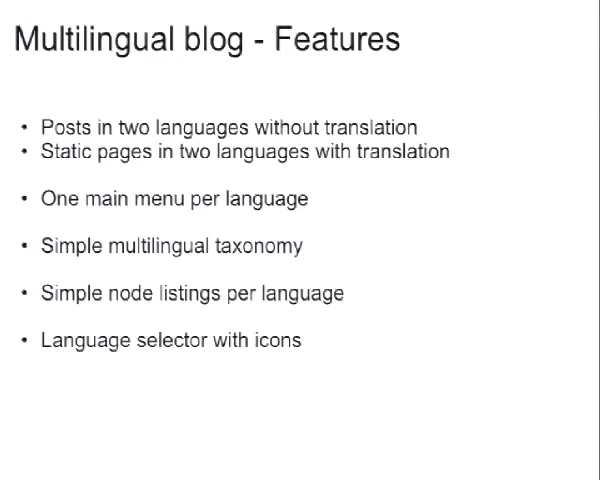 Multilingual blog - Features
• Posts in two languages without translation
• Static pages in two languages with translation
• One main menu per language
• Simple multilingual taxonomy
• Simple node listings per language
• Language selector with icons